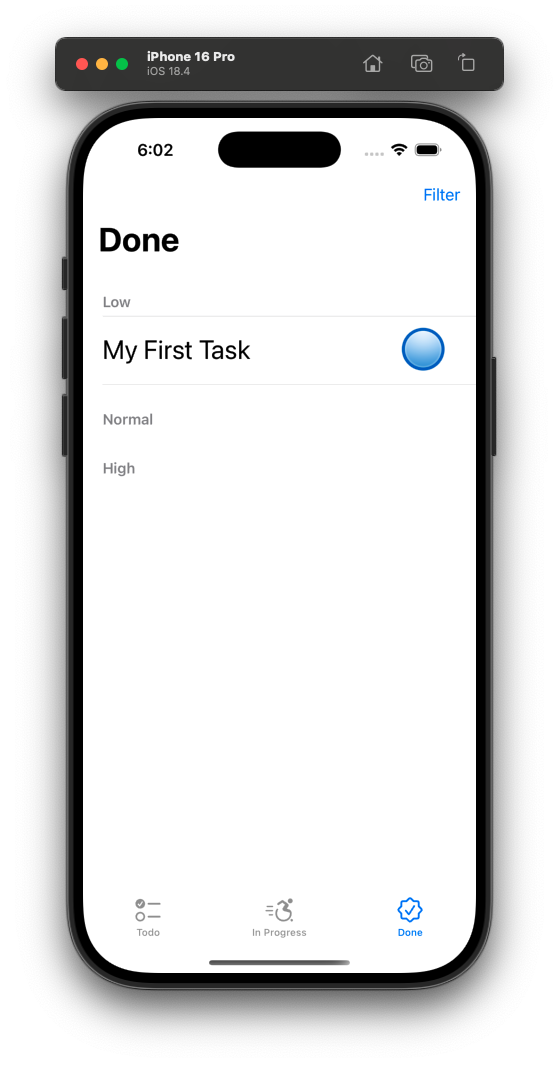 iPhone 16 Pro
iOS 18.4
6:02
Filter
Done
Low
My First Task
Normal
High
Todo
In Progress
Done